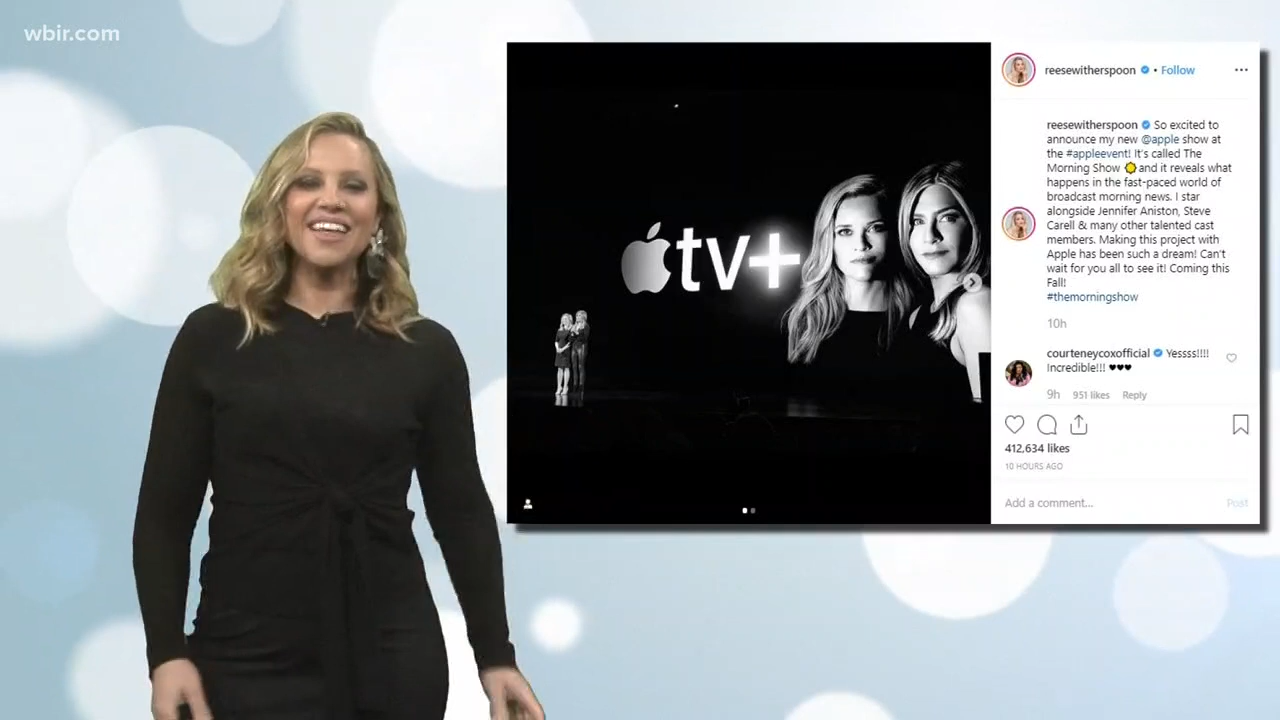 wbir.com
tv+
reesewitherspoon • Follow
reesewitherspoon So excited to
announce my new @apple show at
the #appleevent! It's called The
Morning Show and it reveals what
happens in the fast-paced world of
broadcast morning news. I star
alongside Jennifer Aniston, Steve
Carell & many other talented cast
members. Making this project with
Apple has been such a dream! Can't
wait for you all to see it! Coming this
Fall!
#themorningshow
10h
courteneycoxofficial Yessss!!!!
Incredible!!! ♥♥♥
9h 951 likes Reply
412,634 likes
10 HOURS AGO
Add a comment... Post